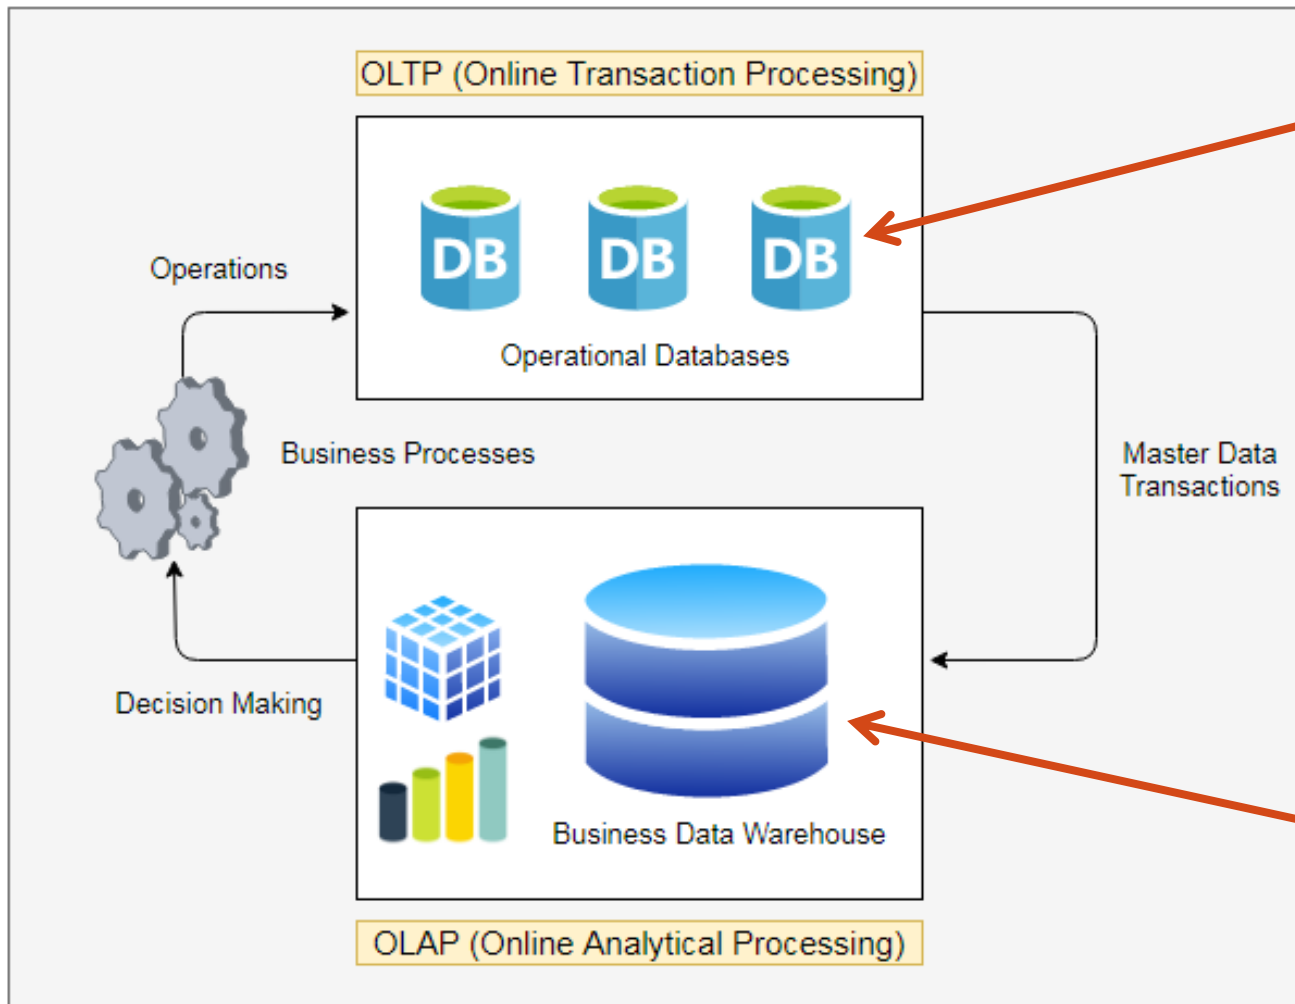 OLTP (Online Transaction Processing)
DB
DB
DB
Operational Databases
Operations
Business Processes
Master Data
Transactions
Decision Making
Business Data Warehouse
OLAP (Online Analytical Processing)